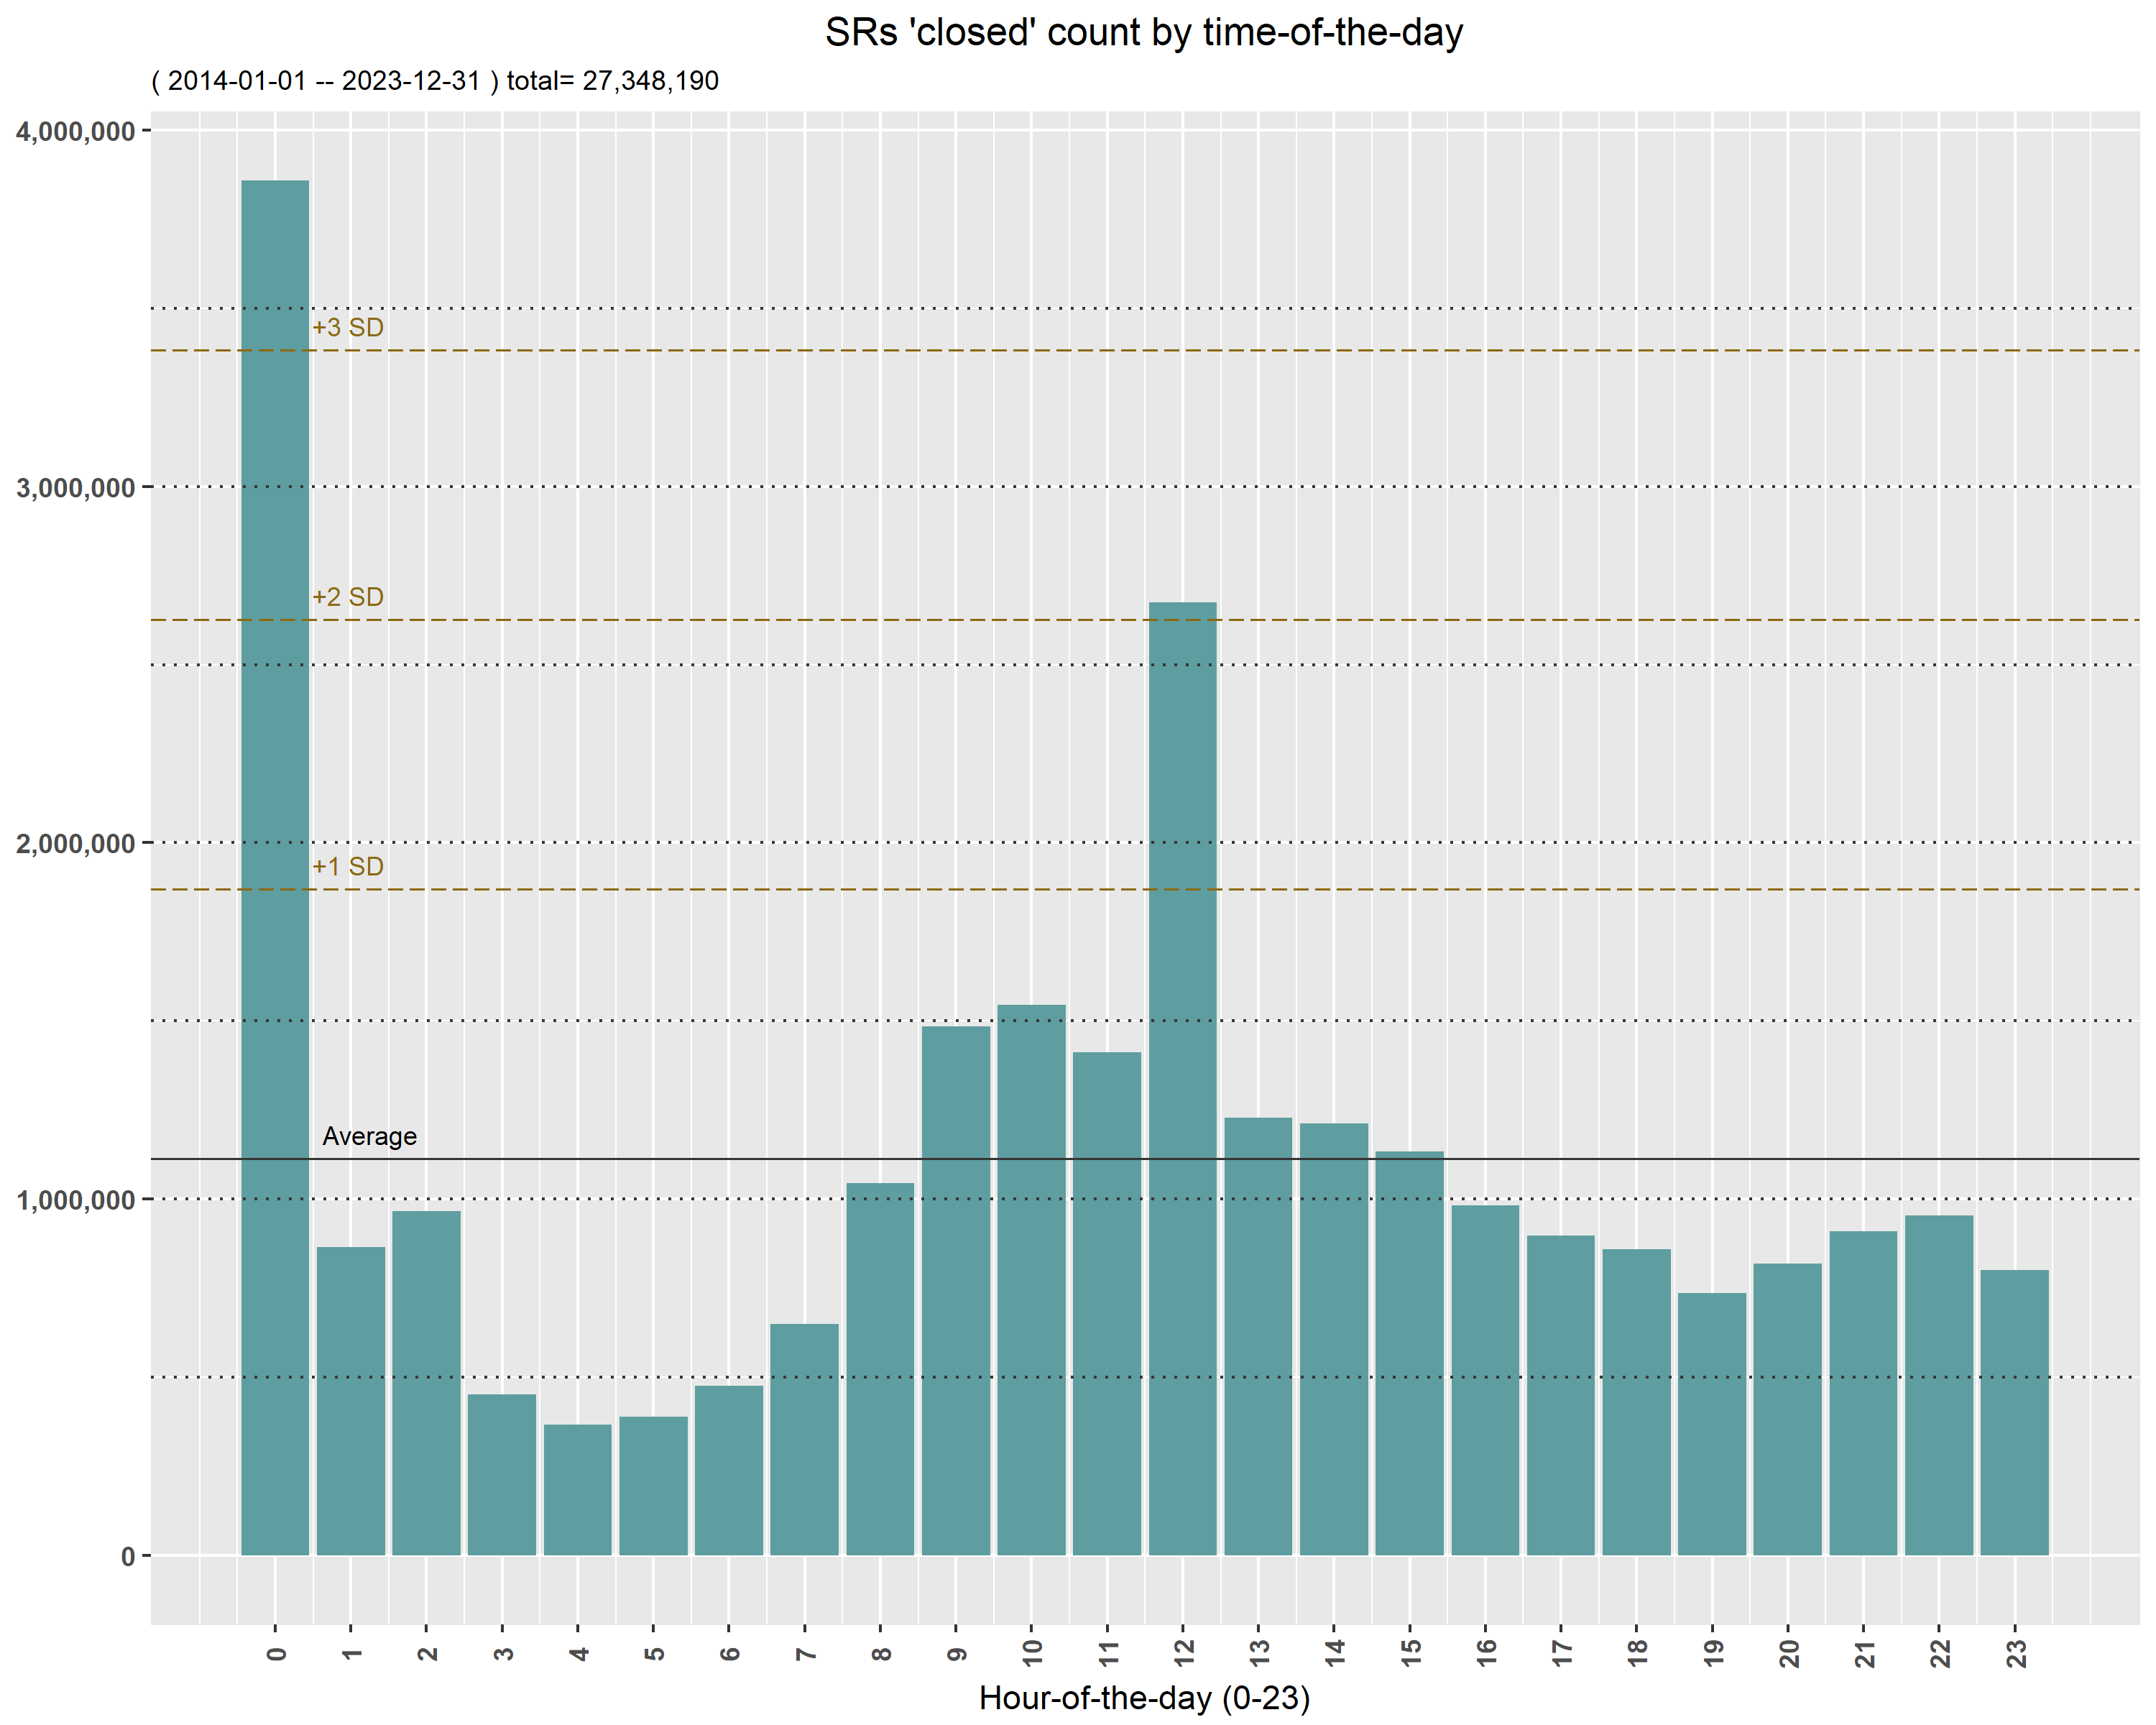 SRs 'closed' count by time-of-the-day
( 2014-01-01 -- 2023-12-31 ) total= 27,348,190
4,000,000
+3 SD
3,000,000
+2 SD
2,000,000
+1 SD
Average
1,000,000
0
0 1 2 3 4 5 6 7 8 9 10 11 12 13 14 15 16 17 18 19 20 21 22 23
Hour-of-the-day (0-23)